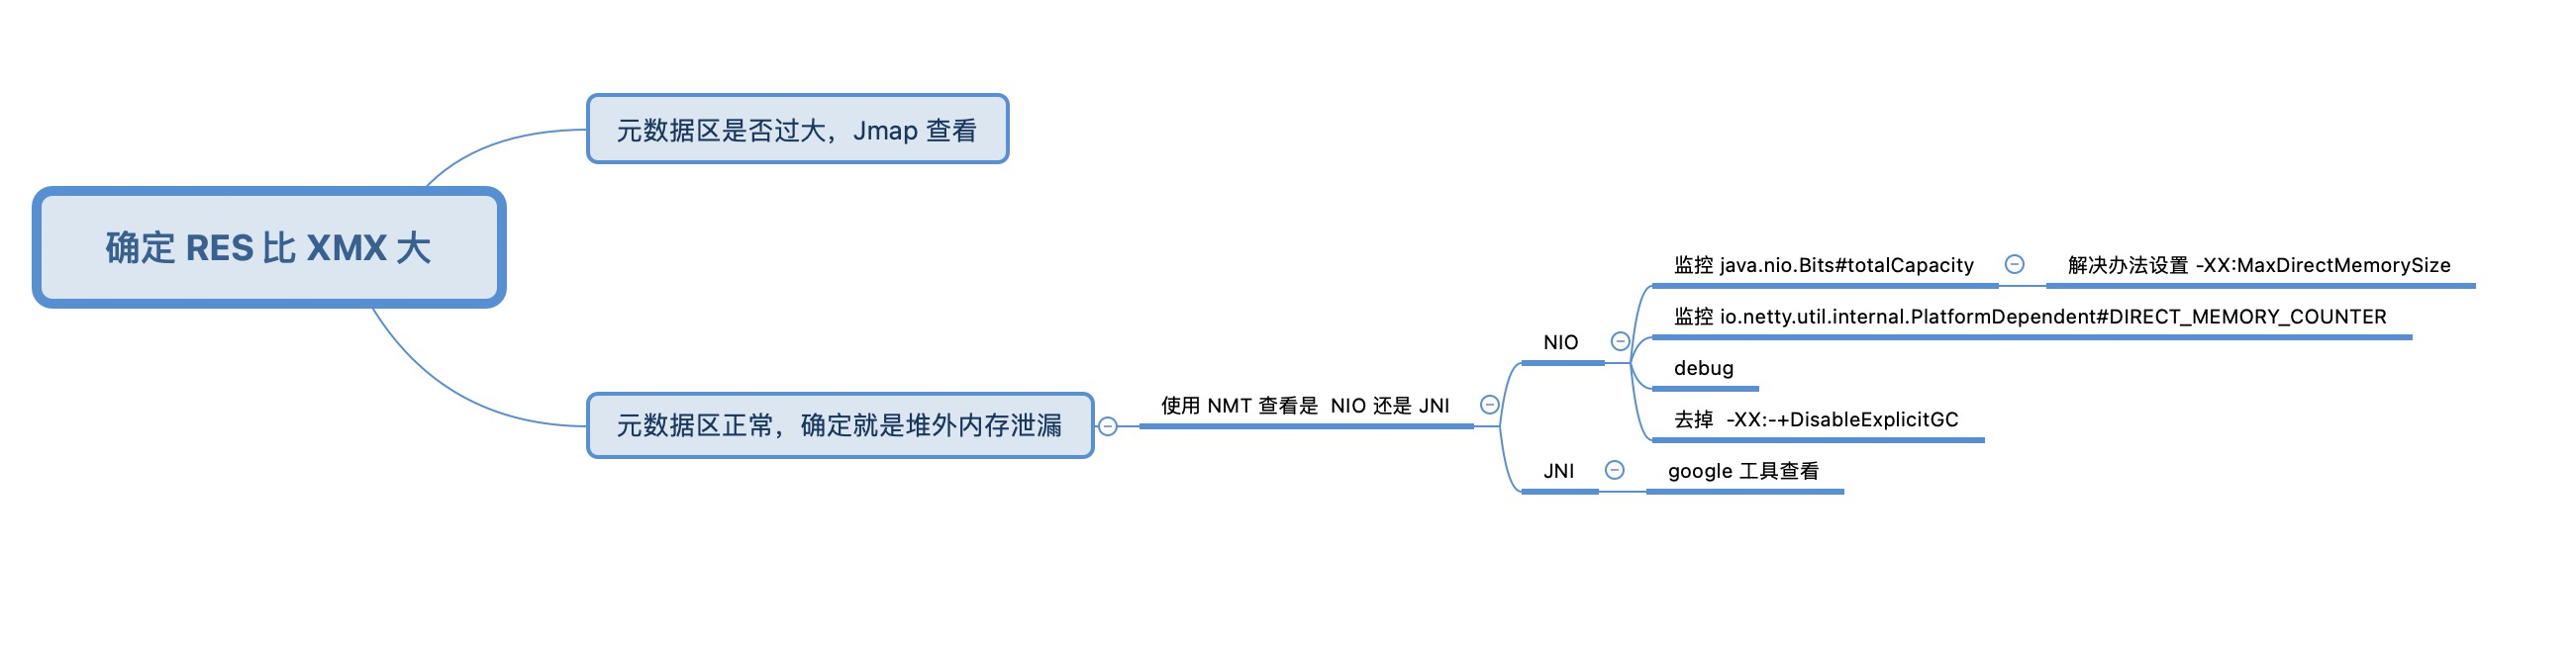 确定 RES 比 XMX 大
元数据区是否过大，Jmap 查看
元数据区正常，确定就是堆外内存泄漏
使用 NMT 查看是  NIO 还是 JNI
NIO
监控 java.nio.Bits#totalCapacity
解决办法设置 -XX:MaxDirectMemorySize
监控 io.netty.util.internal.PlatformDependent#DIRECT_MEMORY_COUNTER
debug
去掉  -XX:-+DisableExplicitGC
JNI
google 工具查看